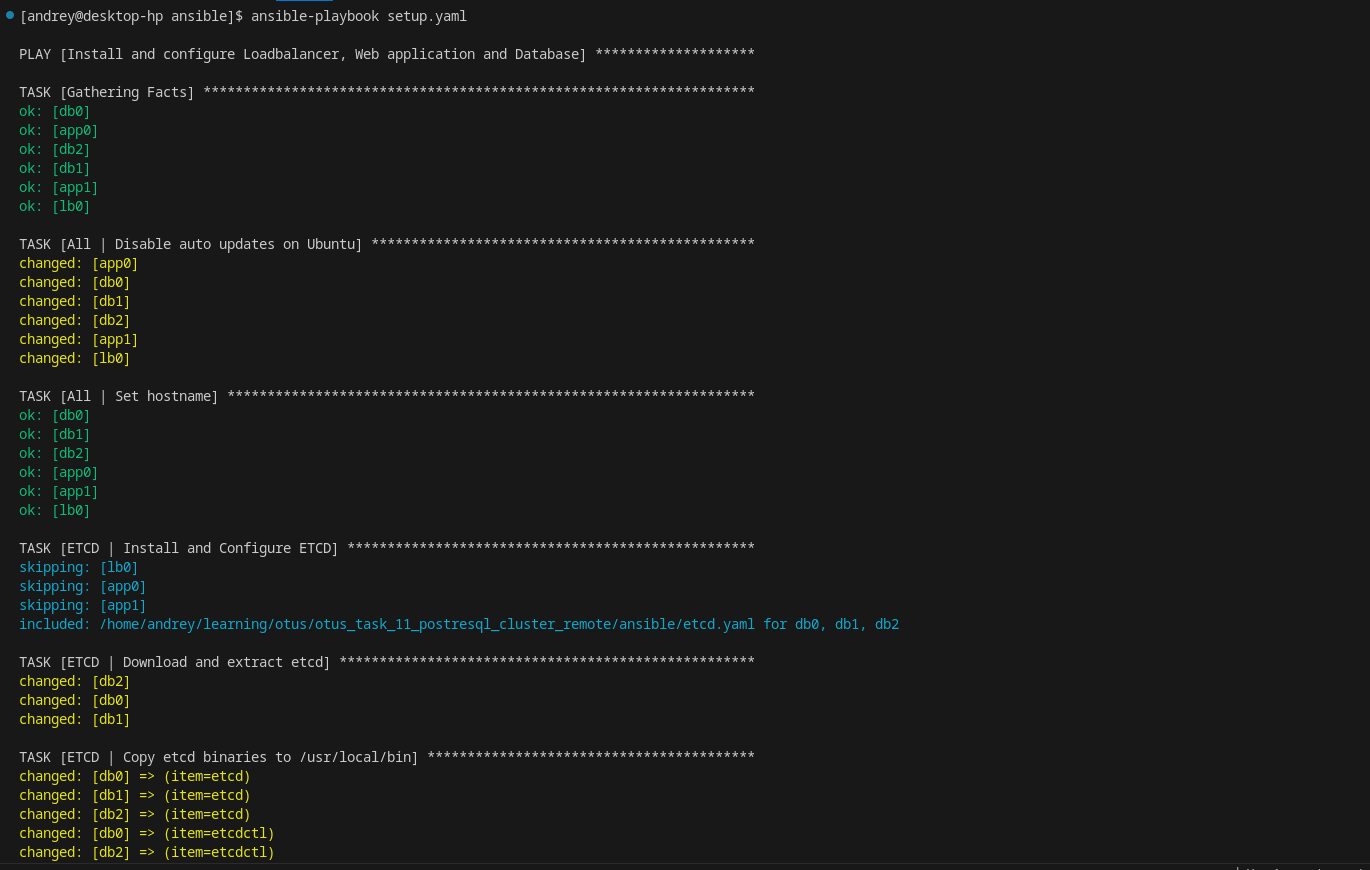 [andrey@desktop-hp ansible]$ ansible-playbook setup.yaml
PLAY [Install and configure Loadbalancer, Web application and Database] ********************
TASK [Gathering Facts] *********************************************************************
ok: [db0]
ok: [app0]
ok: [db2]
ok: [db1]
ok: [app1]
ok: [lb0]
TASK [All | Disable auto updates on Ubuntu] ************************************************
changed: [app0]
changed: [db0]
changed: [db1]
changed: [db2]
changed: [app1]
changed: [lb0]
TASK [All | Set hostname] ******************************************************************
ok: [db0]
ok: [db1]
ok: [db2]
ok: [app0]
ok: [app1]
ok: [lb0]
TASK [ETCD | Install and Configure ETCD] ***************************************************
skipping: [lb0]
skipping: [app0]
skipping: [app1]
included: /home/andrey/learning/otus/otus_task_11_postresql_cluster_remote/ansible/etcd.yaml for db0, db1, db2
TASK [ETCD | Download and extract etcd] ****************************************************
changed: [db2]
changed: [db0]
changed: [db1]
TASK [ETCD | Copy etcd binaries to /usr/local/bin] *****************************************
changed: [db0] => (item=etcd)
changed: [db1] => (item=etcd)
changed: [db2] => (item=etcd)
changed: [db0] => (item=etcdctl)
changed: [db2] => (item=etcdctl)